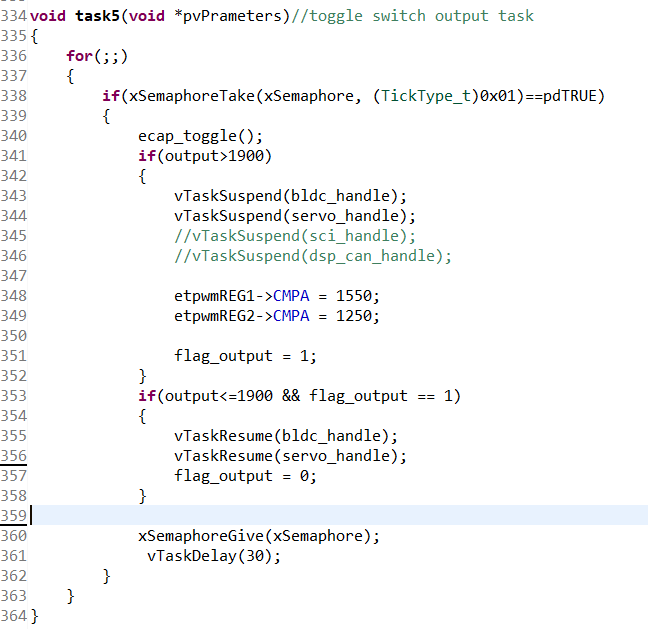 334 void task5(void *pvPrameters)//toggle switch output task
335 {
336     for(;;)
337     {
338         if(xSemaphoreTake(xSemaphore, (TickType_t)0x01)==pdTRUE)
339         {
340             ecap_toggle();
341             if(output>1900)
342             {
343                 vTaskSuspend(bldc_handle);
344                 vTaskSuspend(servo_handle);
345                 //vTaskSuspend(sci_handle);
346                 //vTaskSuspend(dsp_can_handle);
347
348                 etpwmREG1->CMPA = 1550;
349                 etpwmREG2->CMPA = 1250;
350
351                 flag_output = 1;
352             }
353             if(output<=1900 && flag_output == 1)
354             {
355                 vTaskResume(bldc_handle);
356                 vTaskResume(servo_handle);
357                 flag_output = 0;
358             }
359
360             xSemaphoreGive(xSemaphore);
361              vTaskDelay(30);
362         }
363     }
364 }